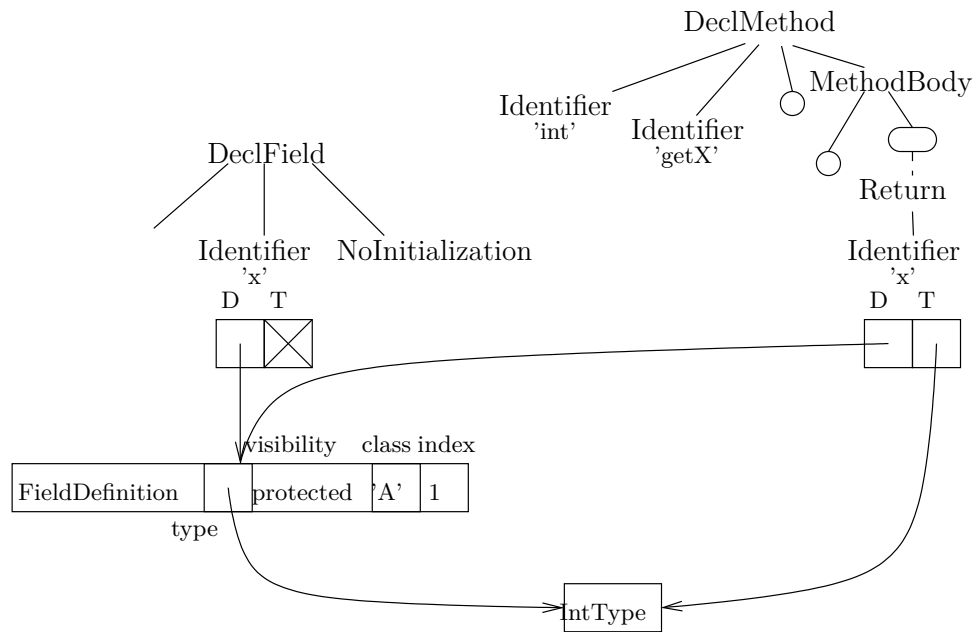 DeclMethod
MethodBody
Identifier
'int'
Identifier
'getX'
DeclField
Return
Identifier
'x'
NoInitialization
Identifier
'x'
D T
D T
visibility class index
FieldDefinition protected 'A' 1
type
IntType